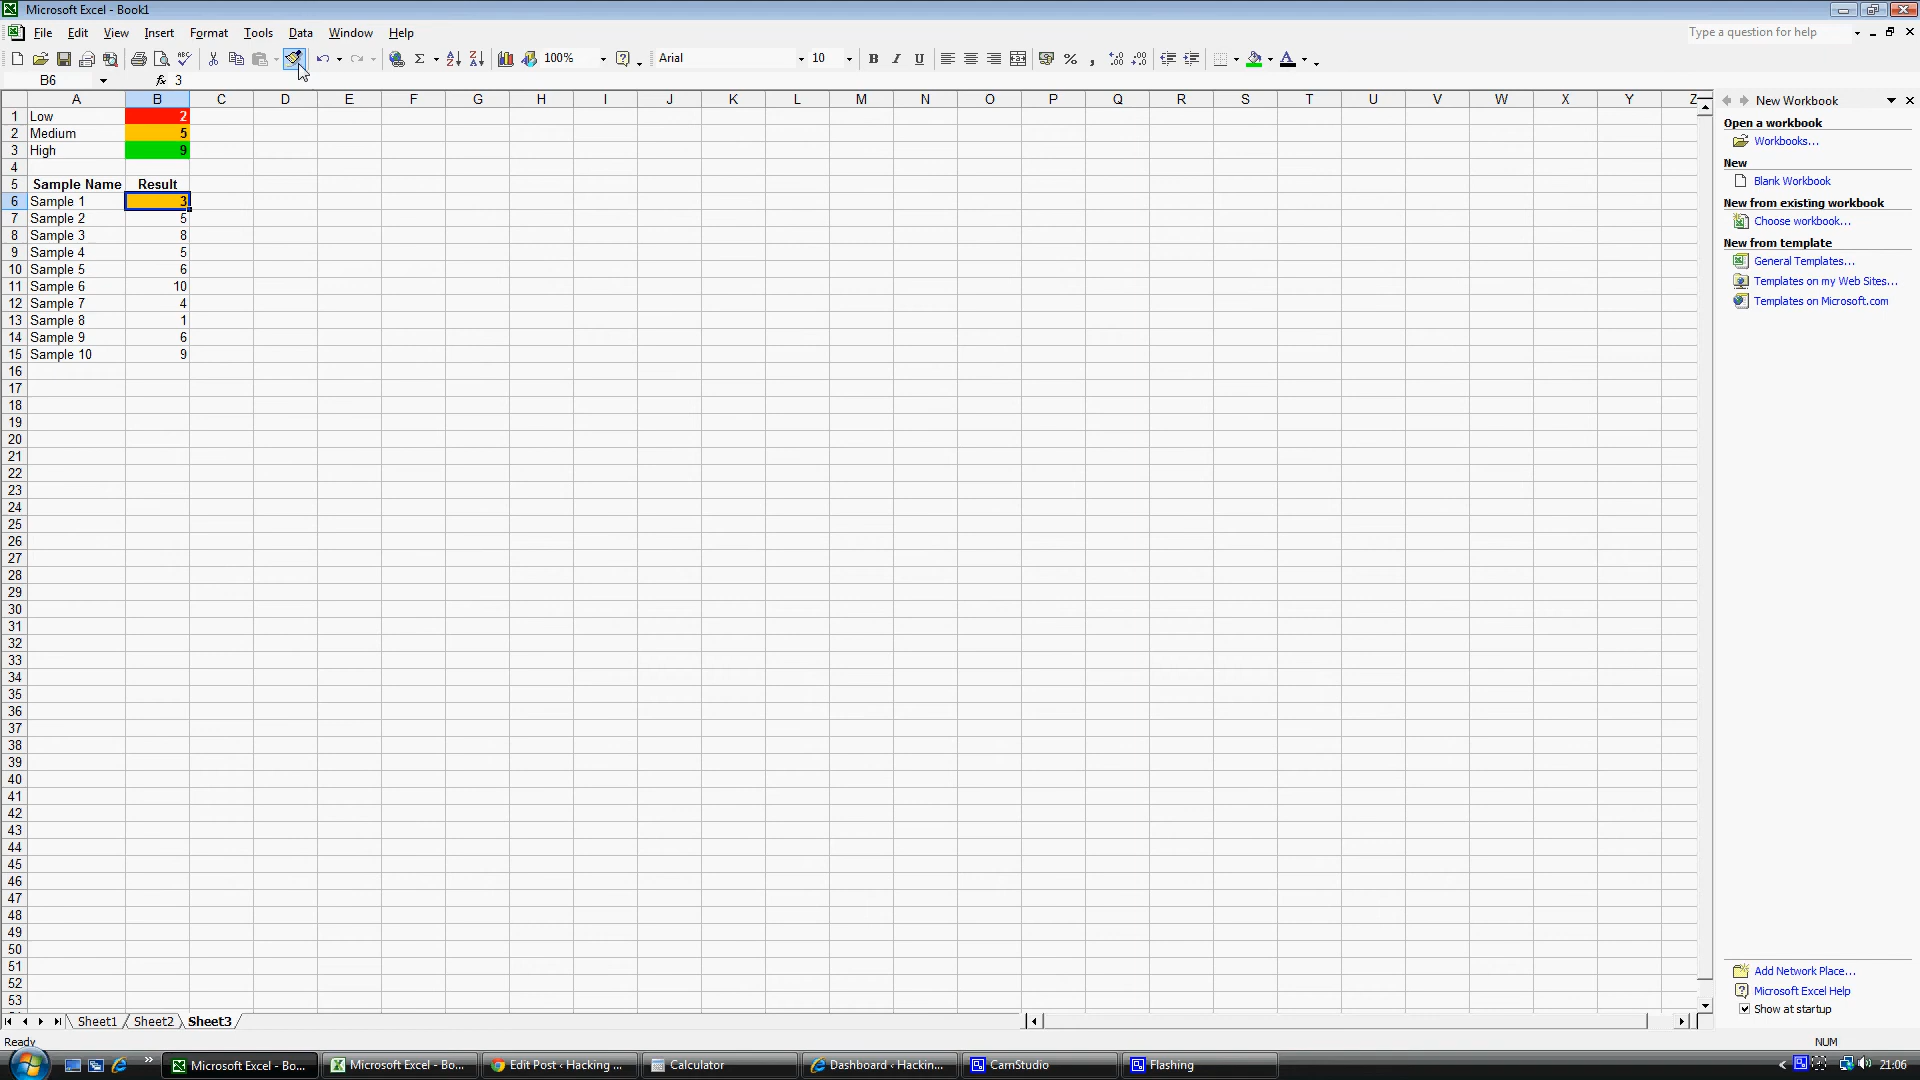 Microsoft Excel - Book1
File Edit View Insert Format Tools Data Window Help
Type a question for help
100%
Arial
10
B I U
B6
fx 3
A B C D E F G H I J K L M N O P Q R S T U V W X Y Z
1 Low 2
2 Medium 5
3 High 9
4
5 Sample Name Result
6 Sample 1 3
7 Sample 2 5
8 Sample 3 8
9 Sample 4 5
10 Sample 5 6
11 Sample 6 10
12 Sample 7 4
13 Sample 8 1
14 Sample 9 6
15 Sample 10 9
16
17
18
19
20
21
22
23
24
25
26
27
28
29
30
31
32
33
34
35
36
37
38
39
40
41
42
43
44
45
46
47
48
49
50
51
52
53
New Workbook
Open a workbook
Workbooks...
New
Blank Workbook
New from existing workbook
Choose workbook...
New from template
General Templates...
Templates on my Web Sites...
Templates on Microsoft.com
Add Network Place...
Microsoft Excel Help
Show at startup
Sheet1 Sheet2 Sheet3
Ready
NUM
Microsoft Excel - Bo...
Microsoft Excel - Bo...
Edit Post ‹ Hacking ...
Calculator
Dashboard ‹ Hackin...
CamStudio
Flashing
21:06